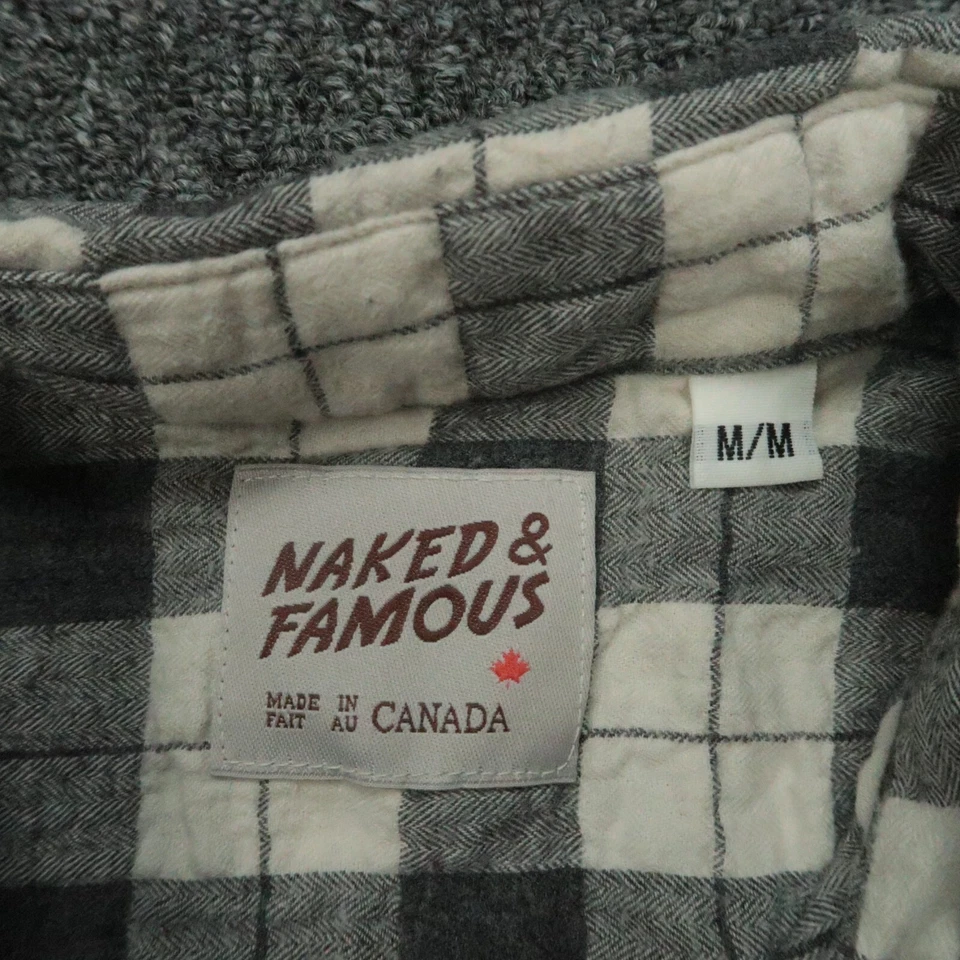 M/M
NAKED &
FAMOUS
MADE IN
FAIT AU CANADA